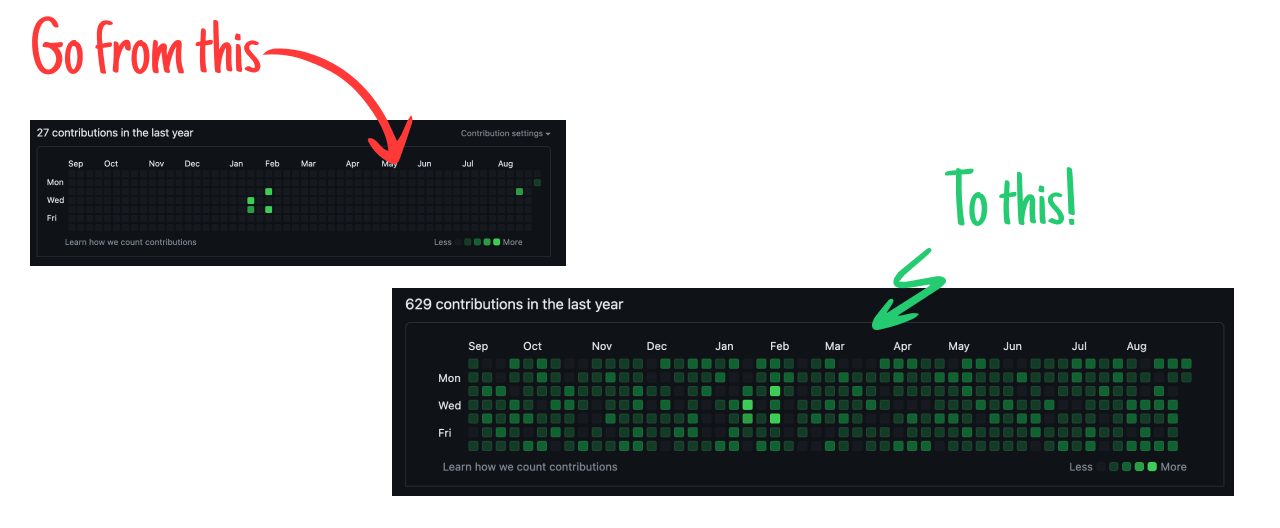 Go from this
27 contributions in the last year
Contribution settings
Sep Oct Nov Dec Jan Feb Mar Apr May Jun Jul Aug
Mon
Wed
Fri
Learn how we count contributions
Less More
To this!
629 contributions in the last year
Sep Oct Nov Dec Jan Feb Mar Apr May Jun Jul Aug
Mon
Wed
Fri
Learn how we count contributions
Less More